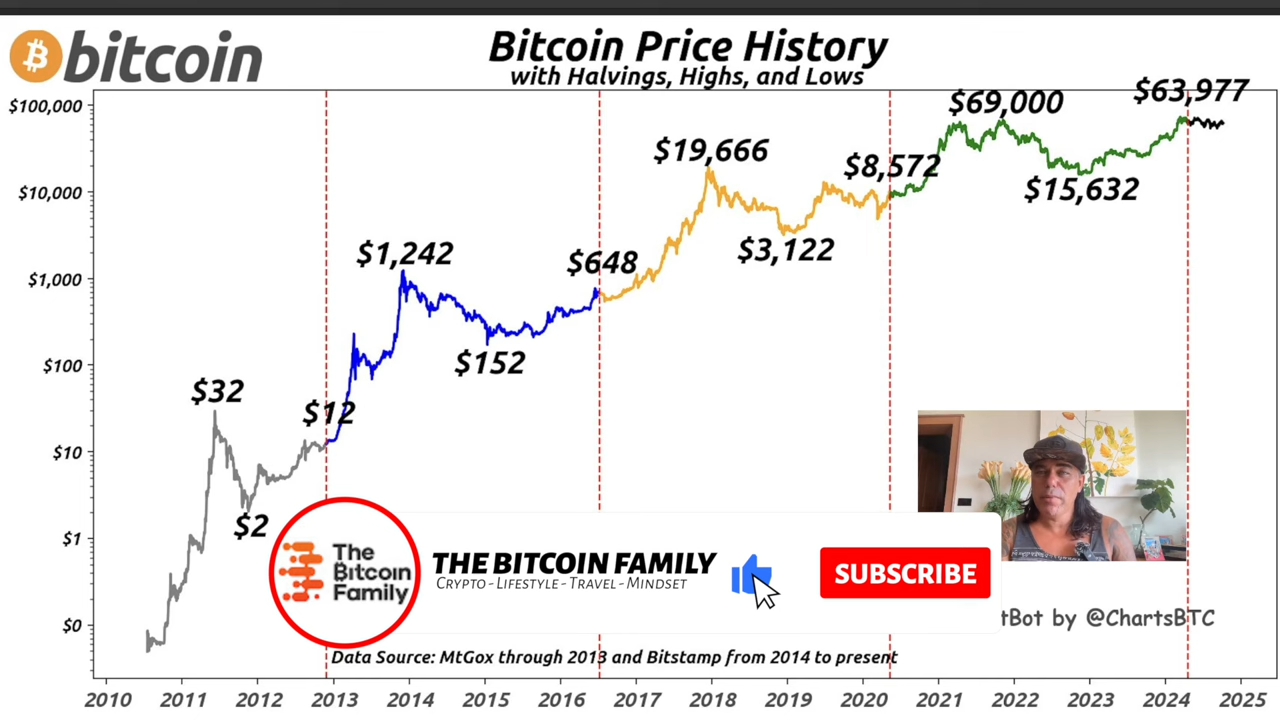 bitcoin
Bitcoin Price History
with Halvings, Highs, and Lows
$100,000
$10,000
$1,000
$100
$10
$1
$0
$32
$2
$12
$1,242
$152
$648
$19,666
$3,122
$8,572
$69,000
$15,632
$63,977
The
Bitcoin
Family
THE BITCOIN FAMILY
CRYPTO - LIFESTYLE - TRAVEL - MINDSET
SUBSCRIBE
tBot by @ChartsBTC
Data Source: MtGox through 2013 and Bitstamp from 2014 to present
2010 2011 2012 2013 2014 2015 2016 2017 2018 2019 2020 2021 2022 2023 2024 2025